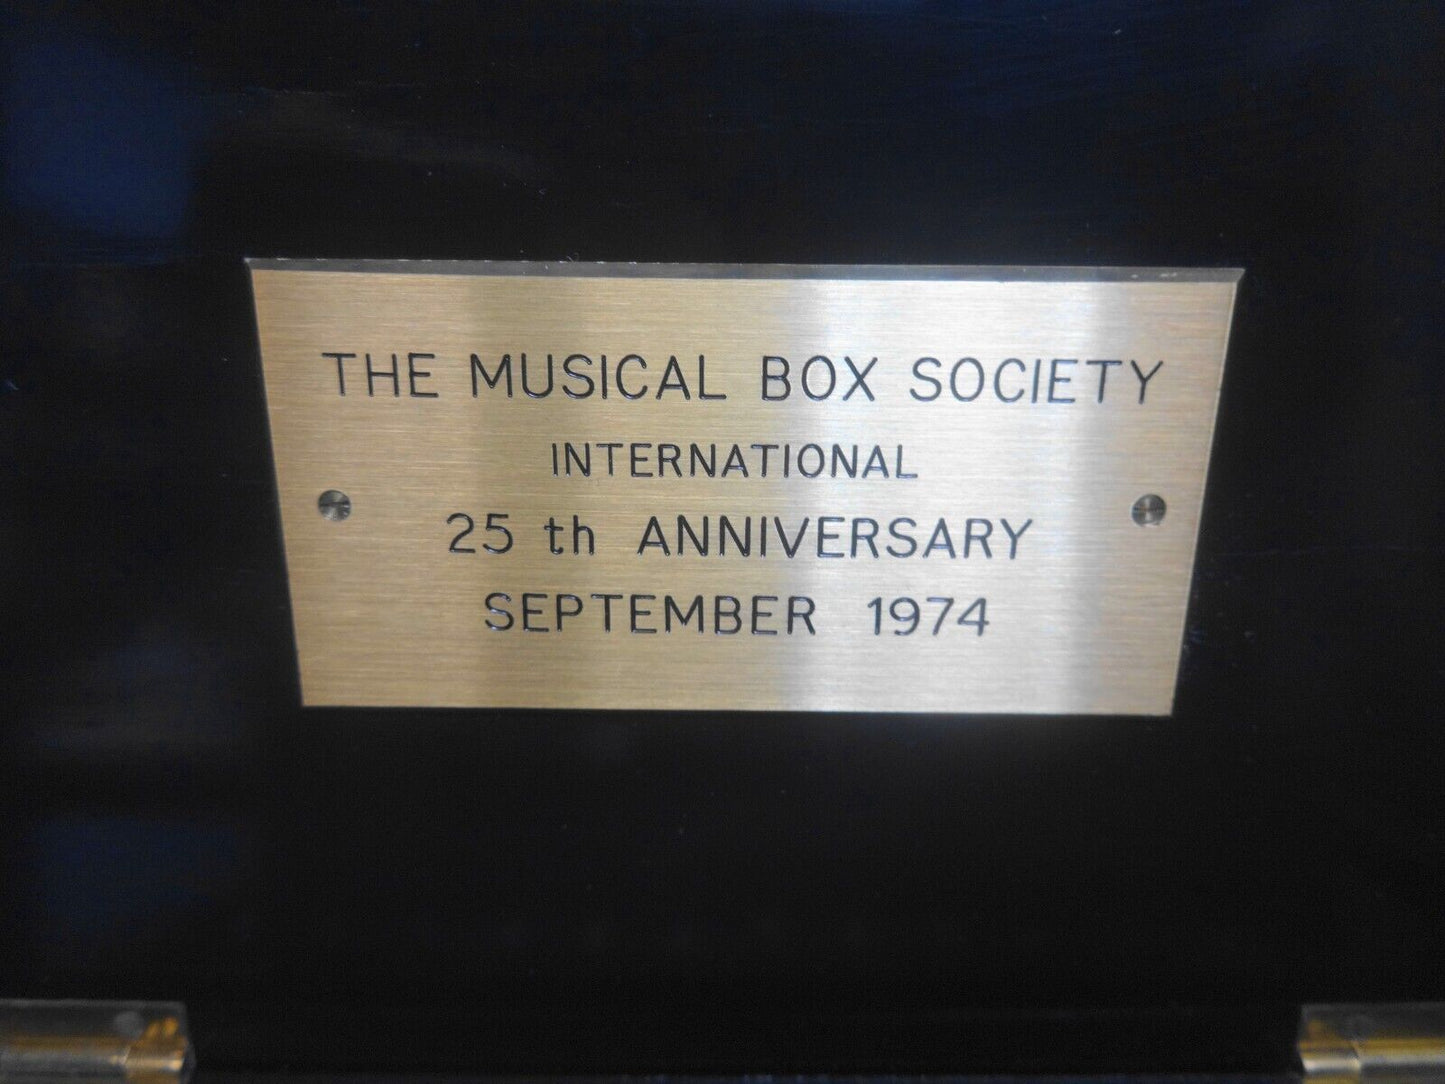 THE MUSICAL BOX SOCIETY
INTERNATIONAL
25 th ANNIVERSARY
SEPTEMBER 1974